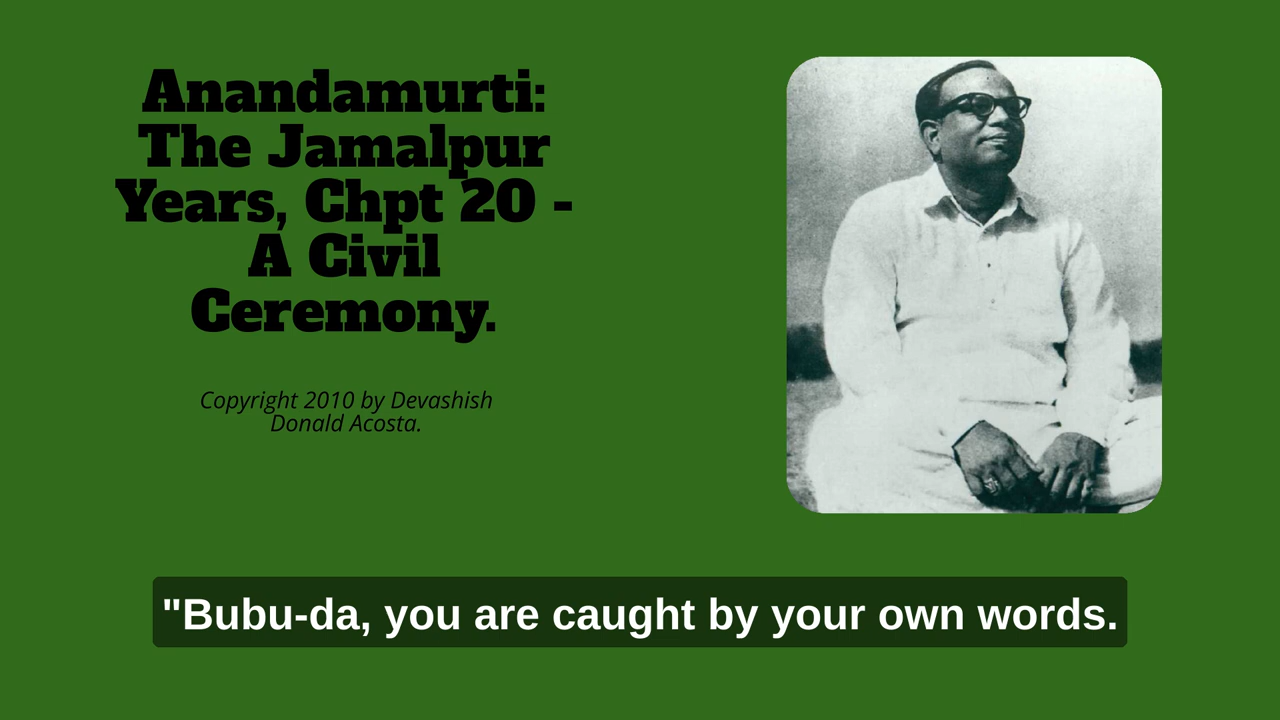 Anandamurti:
The Jamalpur
Years, Chpt 20 -
A Civil
Ceremony.
Copyright 2010 by Devashish
Donald Acosta.
"Bubu-da, you are caught by your own words.